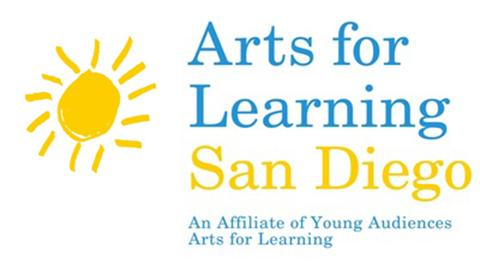 Arts for
Learning
San Diego
An Affiliate of Young Audiences
Arts for Learning